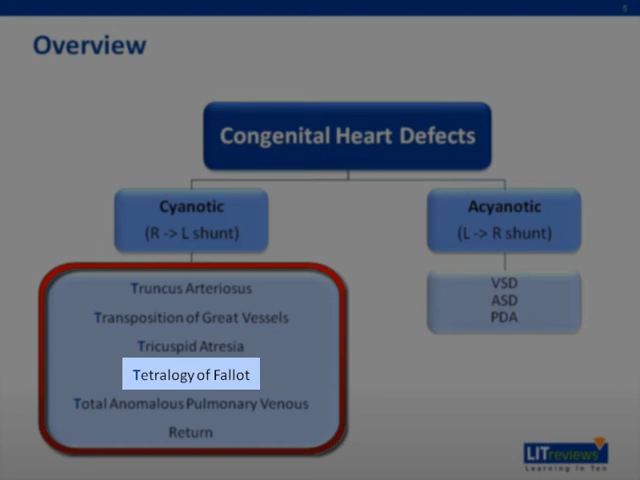 5
Overview
Congenital Heart Defects
Cyanotic
(R -> L shunt)
Acyanotic
(L -> R shunt)
Truncus Arteriosus
Transposition of Great Vessels
Tricuspid Atresia
Tetralogy of Fallot
Total Anomalous Pulmonary Venous
Return
VSD
ASD
PDA
LITreviews
Learning In Ten